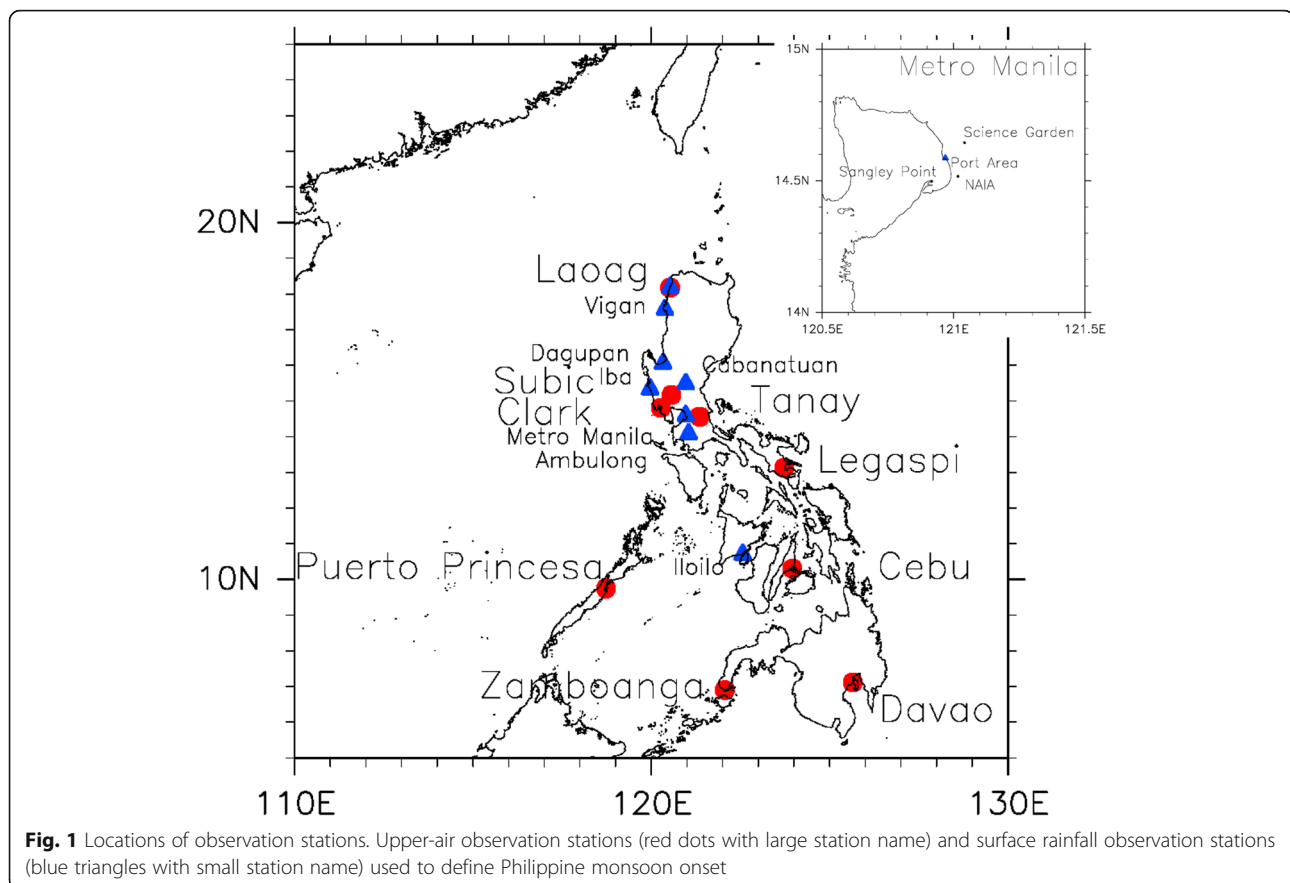 15N
Metro Manila
Science Garden
Port Area
Sangley Point
14.5N
NAIA
14N
120.5E 121E 121.5E
20N
Laoag
Vigan
Dagupan
Iba
Cabanatuan
Subic
Clark
Tanay
Metro Manila
Ambulong
Legaspi
Puerto Princesa
10N
Iloilo
Cebu
Zamboanga
Davao
110E 120E 130E
Fig. 1 Locations of observation stations. Upper-air observation stations (red dots with large station name) and surface rainfall observation stations
(blue triangles with small station name) used to define Philippine monsoon onset